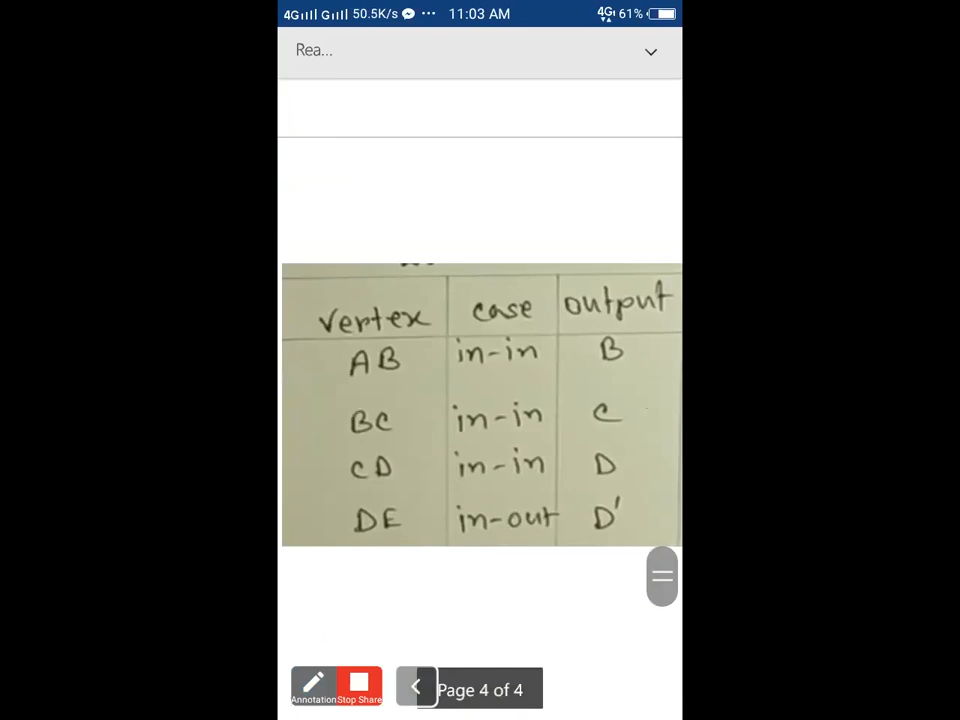 4G G 50.5K/s ... 11:03 AM 4G 61%
Rea...
vertex case output
AB in-in B
BC in-in C
CD in-in D
DE in-out D'
Annotation Stop Share Page 4 of 4